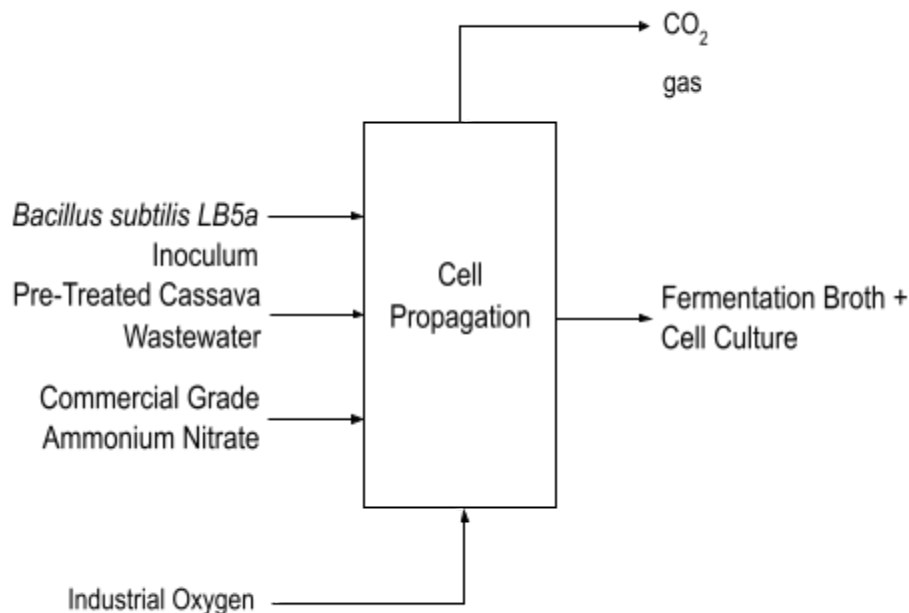 CO2
gas
Bacillus subtilis LB5a
Inoculum
Pre-Treated Cassava
Wastewater
Cell
Propagation
Fermentation Broth +
Cell Culture
Commercial Grade
Ammonium Nitrate
Industrial Oxygen